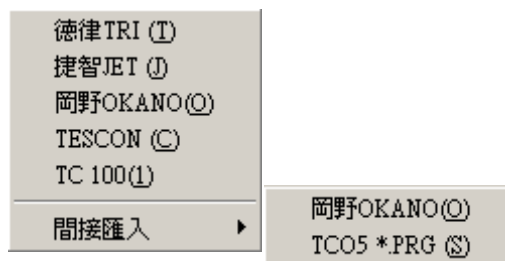 德律TRI (T)
捷智JET (J)
岡野OKANO(O)
TESCON (C)
TC 100(1)
間接匯入
岡野OKANO(O)
TCO5 *.PRG (S)